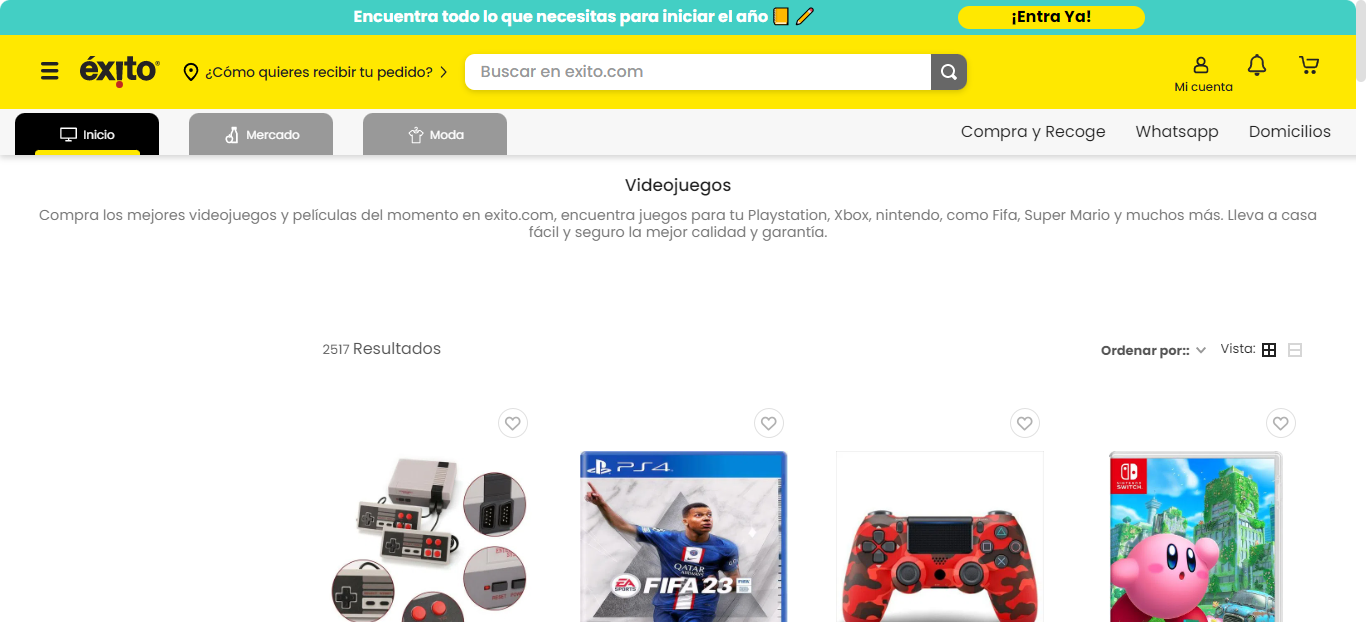 Encuentra todo lo que necesitas para iniciar el año
¡Entra Ya!
éxito
¿Cómo quieres recibir tu pedido?
Buscar en exito.com
Mi cuenta
Inicio
Mercado
Moda
Compra y Recoge
Whatsapp
Domicilios
Videojuegos
Compra los mejores videojuegos y películas del momento en exito.com, encuentra juegos para tu Playstation, Xbox, nintendo, como Fifa, Super Mario y muchos más. Lleva a casa
fácil y seguro la mejor calidad y garantía.
2517 Resultados
Ordenar por::
Vista:
PS4
NINTENDO
SWITCH
QATAR
AIRWAYS
EA
SPORTS
FIFA 23